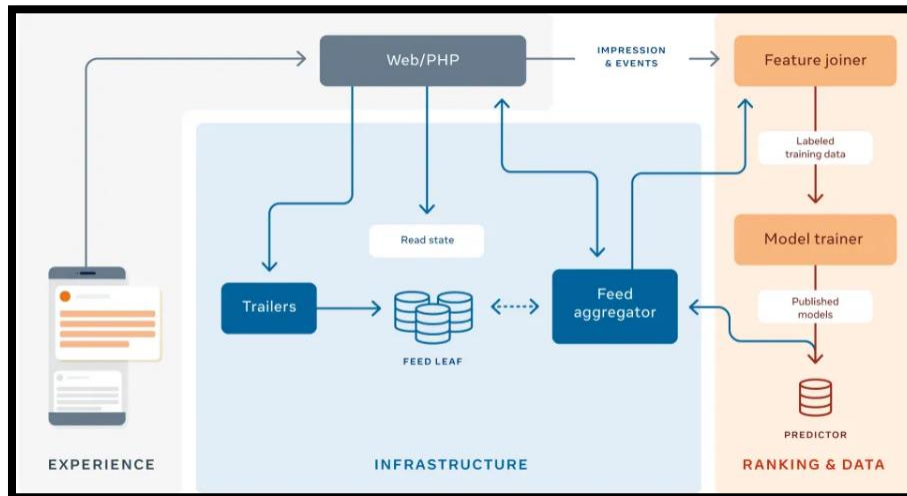 Web/PHP
IMPRESSION
& EVENTS
Feature joiner
Labeled
training data
Read state
Model trainer
Trailers
Feed
aggregator
Published
models
FEED LEAF
PREDICTOR
EXPERIENCE
INFRASTRUCTURE
RANKING & DATA